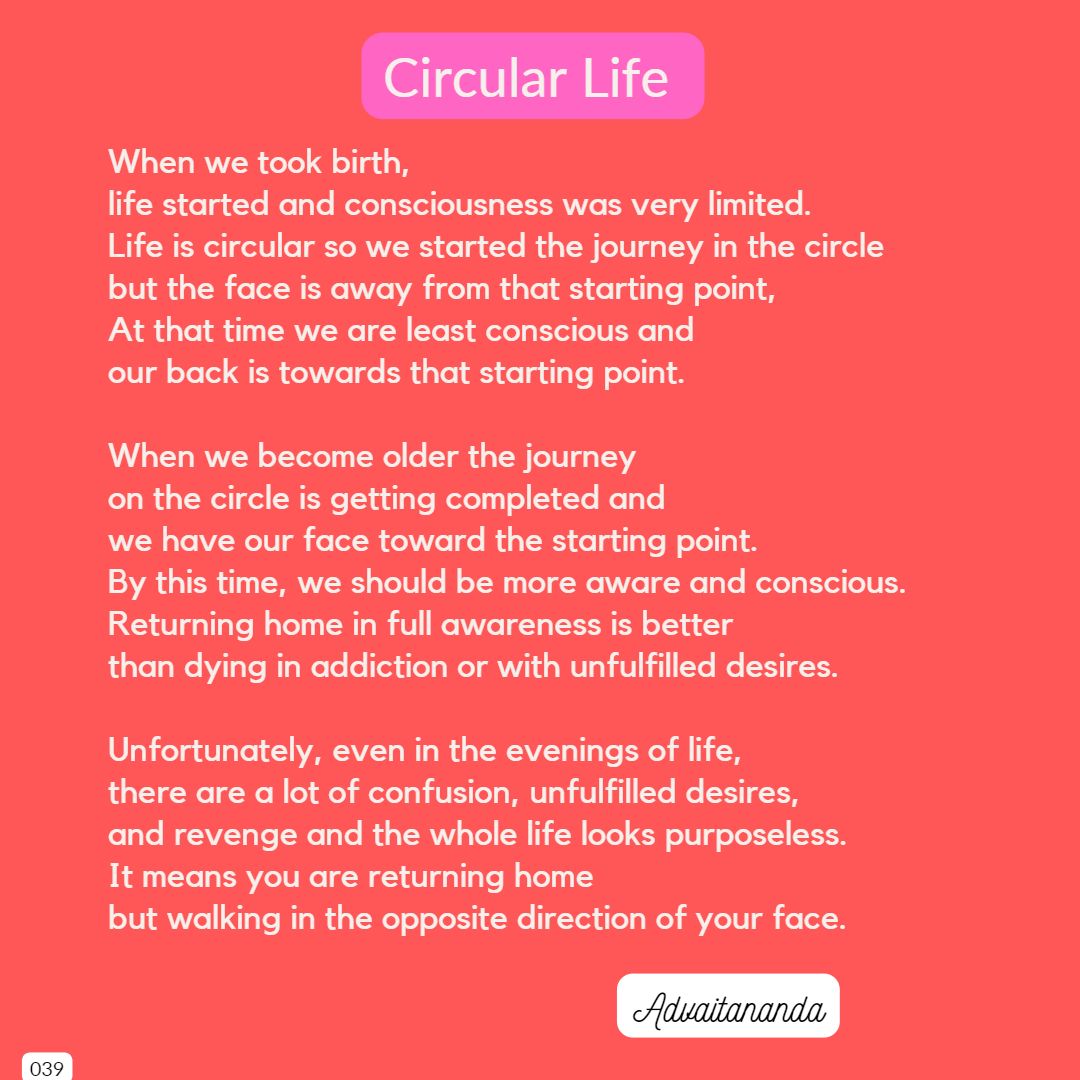 Circular Life
When we took birth,
life started and consciousness was very limited.
Life is circular so we started the journey in the circle
but the face is away from that starting point,
At that time we are least conscious and
our back is towards that starting point.
When we become older the journey
on the circle is getting completed and
we have our face toward the starting point.
By this time, we should be more aware and conscious.
Returning home in full awareness is better
than dying in addiction or with unfulfilled desires.
Unfortunately, even in the evenings of life,
there are a lot of confusion, unfulfilled desires,
and revenge and the whole life looks purposeless.
It means you are returning home
but walking in the opposite direction of your face.
Advaitananda
039